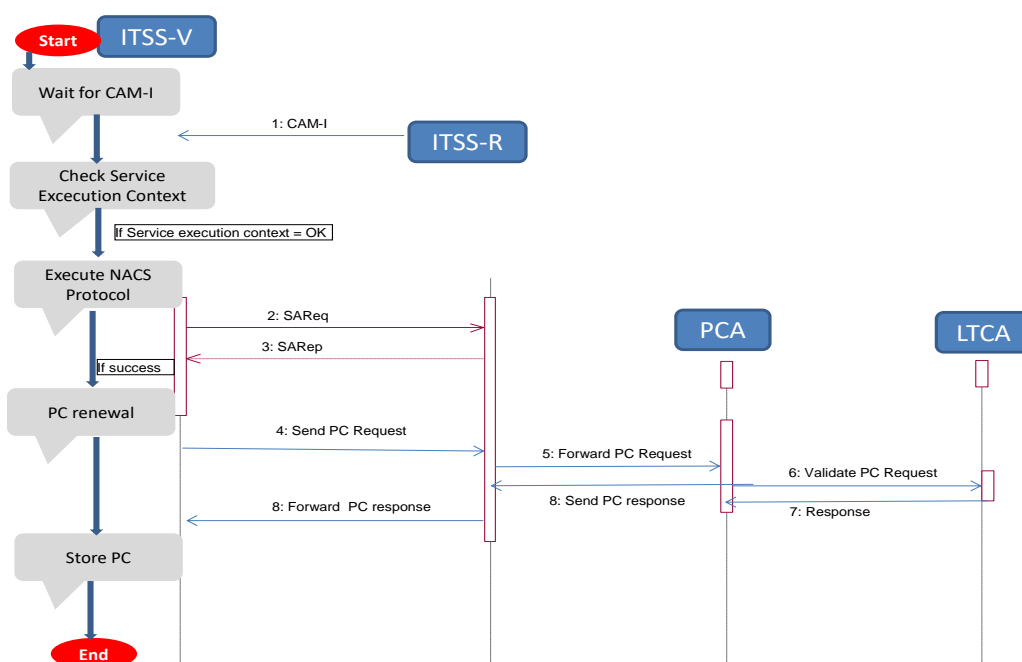 Start
ITSS-V
Wait for CAM-I
1: CAM-I
ITSS-R
Check Service
Excecution Context
If Service execution context = OK
Execute NACS
Protocol
2: SAReq
3: SARep
If success
PCA
LTCA
PC renewal
4: Send PC Request
5: Forward PC Request
6: Validate PC Request
8: Send PC response
7: Response
8: Forward  PC response
Store PC
End